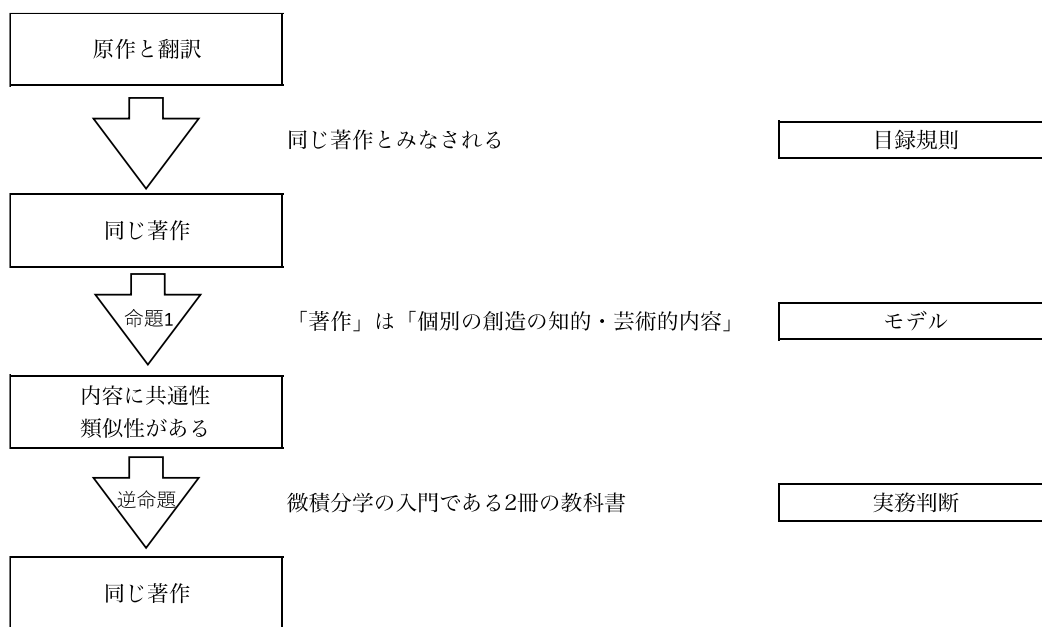 原作と翻訳
同じ著作とみなされる
目録規則
同じ著作
命題1
「著作」は「個別の創造の知的・芸術的内容」
モデル
内容に共通性
類似性がある
逆命題
微積分学の入門である2冊の教科書
実務判断
同じ著作